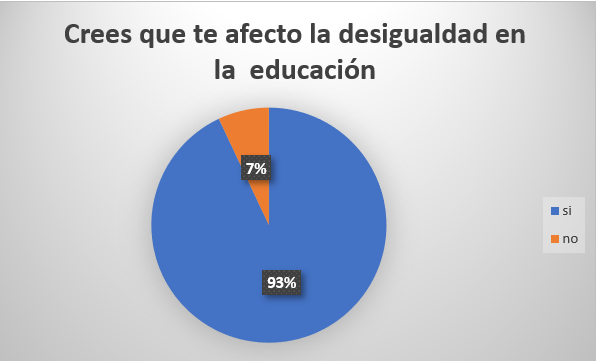 Crees que te afecto la desigualdad en
la educación
7%
93%
si
no